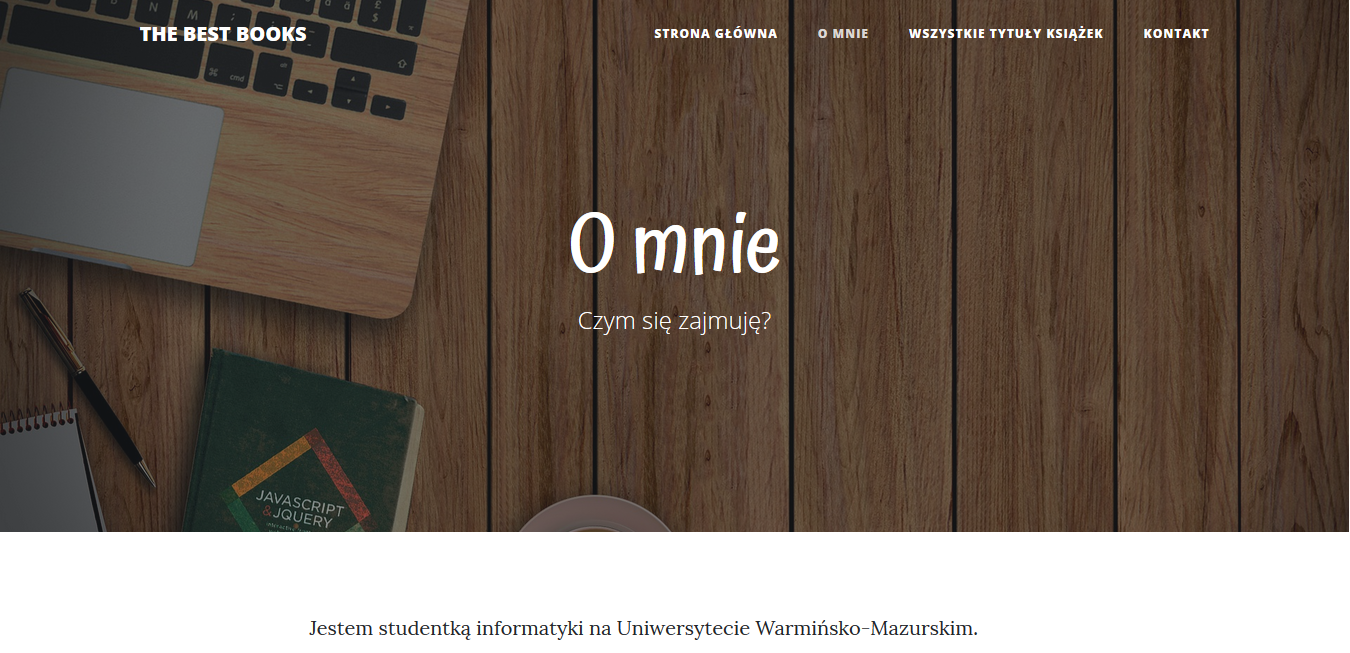 THE BEST BOOKS
STRONA GŁÓWNA O MNIE WSZYSTKIE TYTUŁY KSIĄŻEK KONTAKT
N M
cmd
O mnie
Czym się zajmuję?
JAVASCRIPT
&JQUERY
Jestem studentką informatyki na Uniwersytecie Warmińsko-Mazurskim.